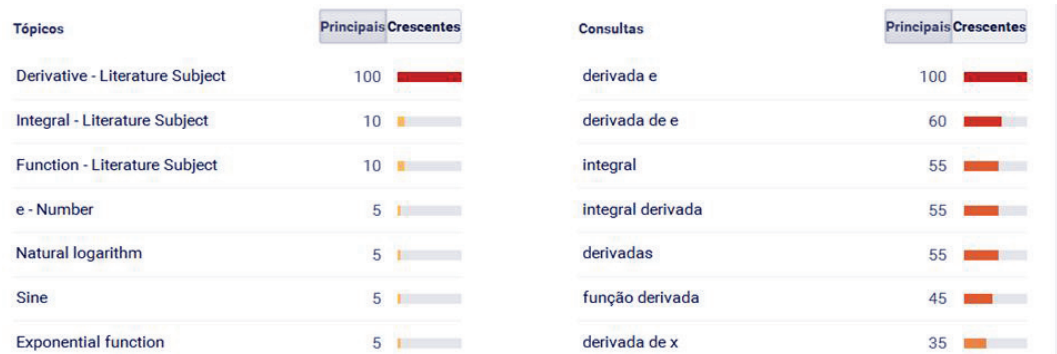 Tópicos Principais Crescentes
Derivative - Literature Subject 100
Integral - Literature Subject 10
Function - Literature Subject 10
e - Number 5
Natural logarithm 5
Sine 5
Exponential function 5
Consultas Principais Crescentes
derivada e 100
derivada de e 60
integral 55
integral derivada 55
derivadas 55
função derivada 45
derivada de x 35